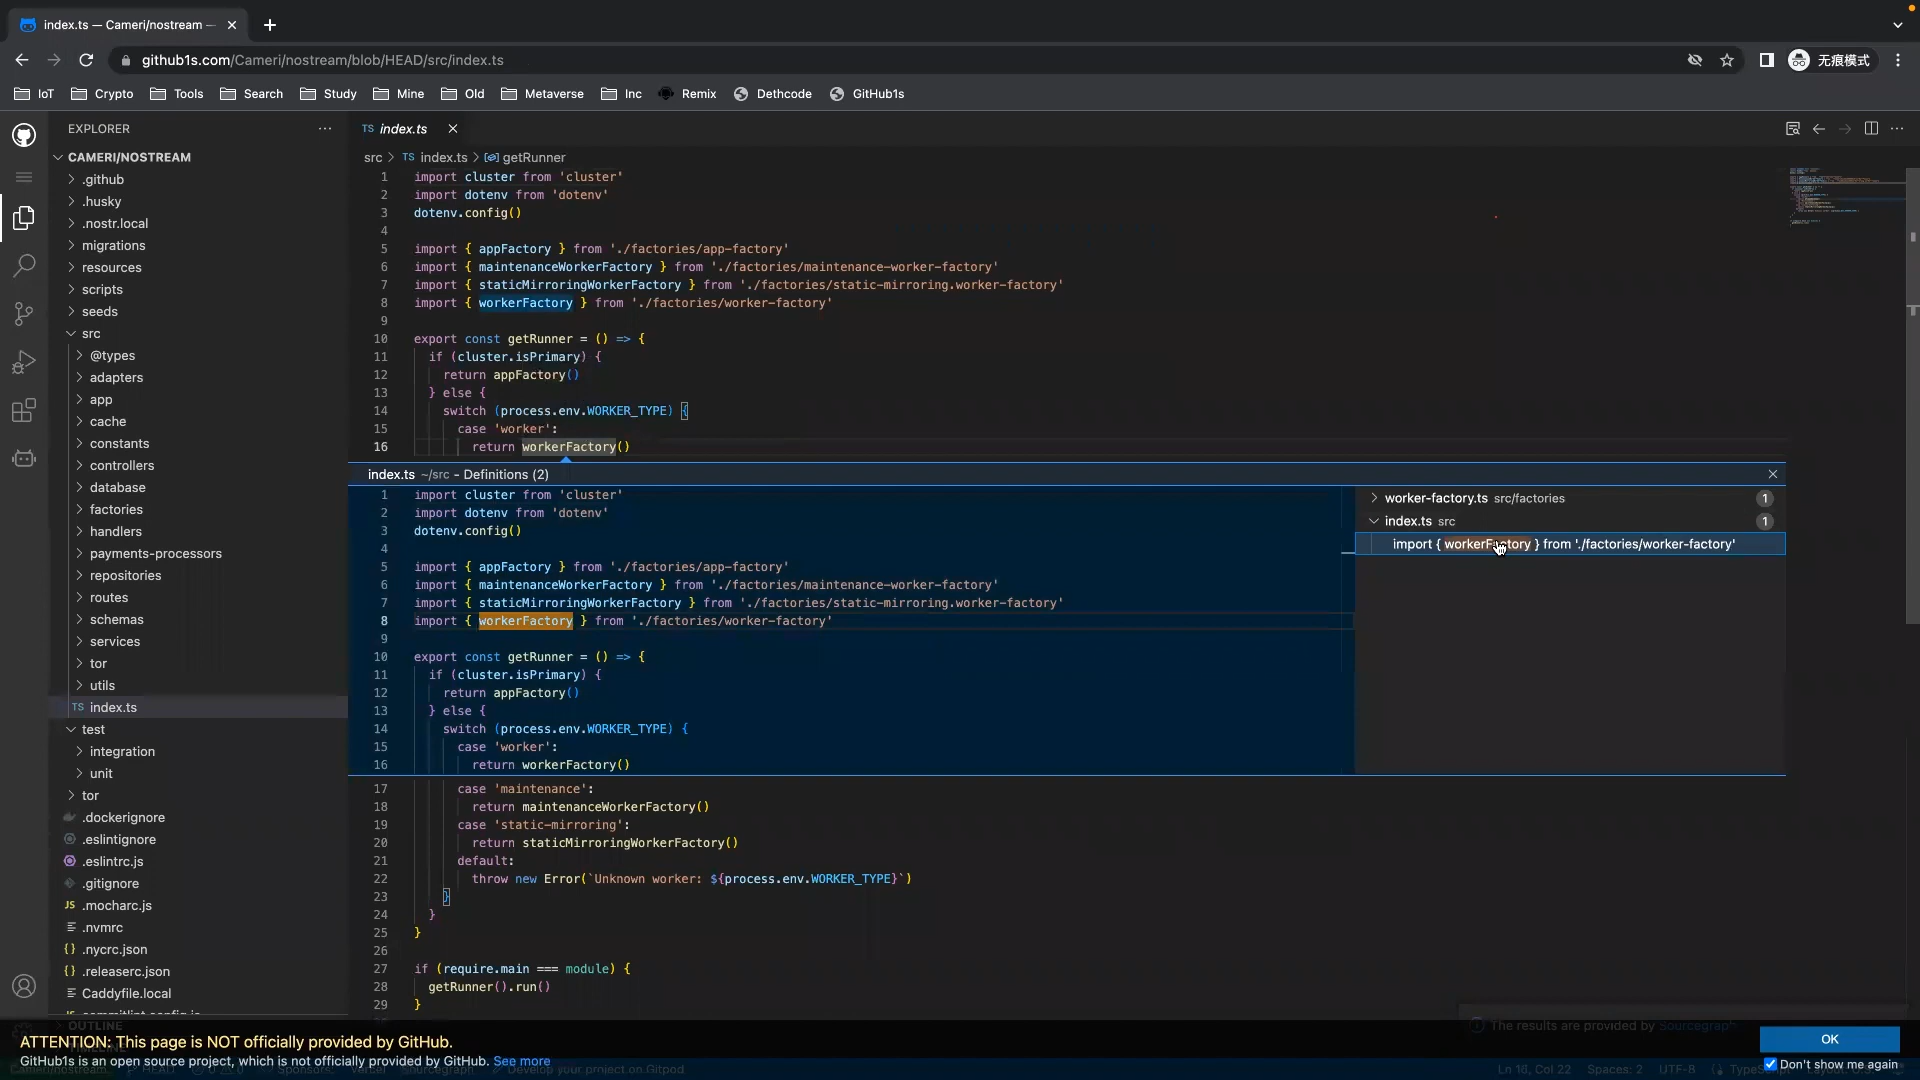 index.ts — Cameri/nostream —
github1s.com/Cameri/nostream/blob/HEAD/src/index.ts
无痕模式
IoT Crypto Tools Search Study Mine Old Metaverse Inc Remix Dethcode GitHub1s
EXPLORER
CAMERI/NOSTREAM
.github
.husky
.nostr.local
migrations
resources
scripts
seeds
src
@types
adapters
app
cache
constants
controllers
database
factories
handlers
payments-processors
repositories
routes
schemas
services
tor
utils
TS index.ts
test
integration
unit
tor
.dockerignore
.eslintignore
.eslintrc.js
.gitignore
JS .mocharc.js
.nvmrc
{} .nycrc.json
{} .releaserc.json
Caddyfile.local
OUTLINE
TS index.ts
src > TS index.ts > getRunner
1 import cluster from 'cluster'
2 import dotenv from 'dotenv'
3 dotenv.config()
4
5 import { appFactory } from './factories/app-factory'
6 import { maintenanceWorkerFactory } from './factories/maintenance-worker-factory'
7 import { staticMirroringWorkerFactory } from './factories/static-mirroring.worker-factory'
8 import { workerFactory } from './factories/worker-factory'
9
10 export const getRunner = () => {
11 if (cluster.isPrimary) {
12 return appFactory()
13 } else {
14 switch (process.env.WORKER_TYPE) {
15 case 'worker':
16 return workerFactory()
index.ts ~/src - Definitions (2)
1 import cluster from 'cluster'
2 import dotenv from 'dotenv'
3 dotenv.config()
4
5 import { appFactory } from './factories/app-factory'
6 import { maintenanceWorkerFactory } from './factories/maintenance-worker-factory'
7 import { staticMirroringWorkerFactory } from './factories/static-mirroring.worker-factory'
8 import { workerFactory } from './factories/worker-factory'
9
10 export const getRunner = () => {
11 if (cluster.isPrimary) {
12 return appFactory()
13 } else {
14 switch (process.env.WORKER_TYPE) {
15 case 'worker':
16 return workerFactory()
worker-factory.ts src/factories 1
index.ts src 1
import { workerFactory } from './factories/worker-factory'
17 case 'maintenance':
18 return maintenanceWorkerFactory()
19 case 'static-mirroring':
20 return staticMirroringWorkerFactory()
21 default:
22 throw new Error(`Unknown worker: ${process.env.WORKER_TYPE}`)
23 }
24 }
25 }
26
27 if (require.main === module) {
28 getRunner().run()
29 }
The results are provided by Sourcegraph
ATTENTION: This page is NOT officially provided by GitHub.
GitHub1s is an open source project, which is not officially provided by GitHub. See more
OK
Don't show me again
Ln 16, Col 22 Spaces: 2 UTF-8